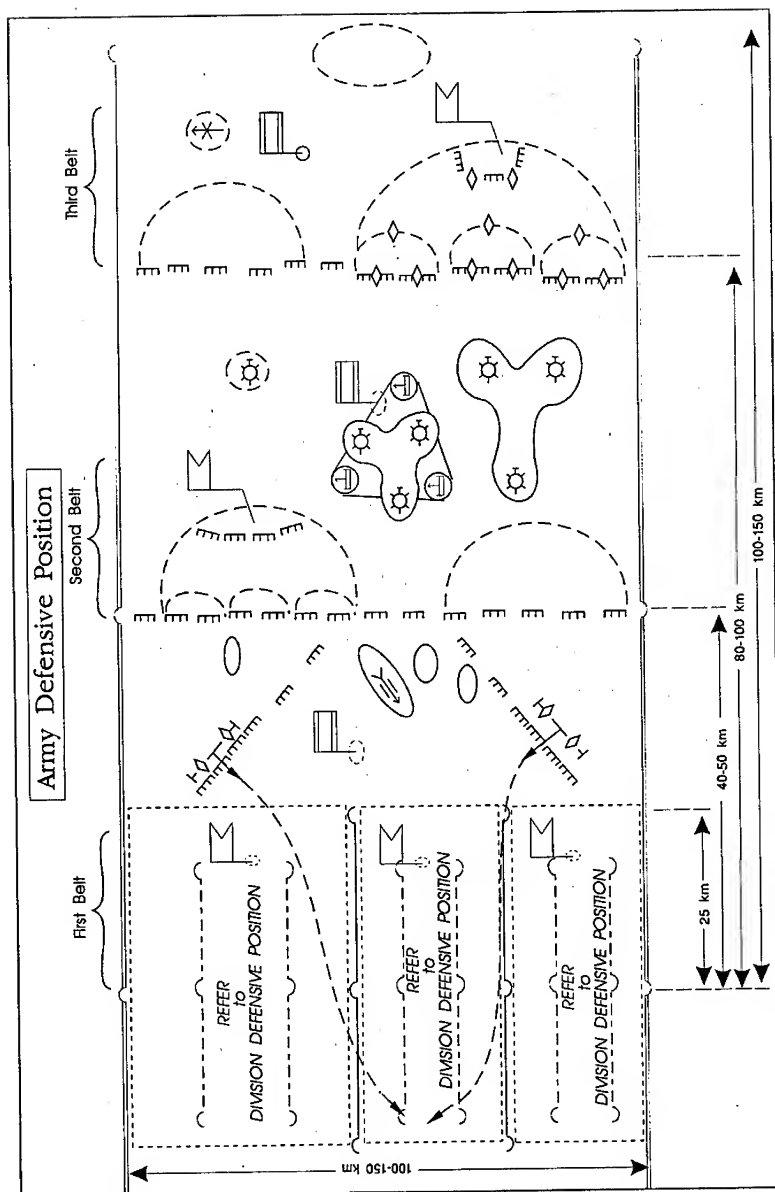 Army Defensive Position
First Belt
Second Belt
Third Belt
REFER
to
DIVISION DEFENSIVE POSITION
REFER
to
DIVISION DEFENSIVE POSITION
REFER
to
DIVISION DEFENSIVE POSITION
100-150 km
25 km
40-50 km
80-100 km
100-150 km